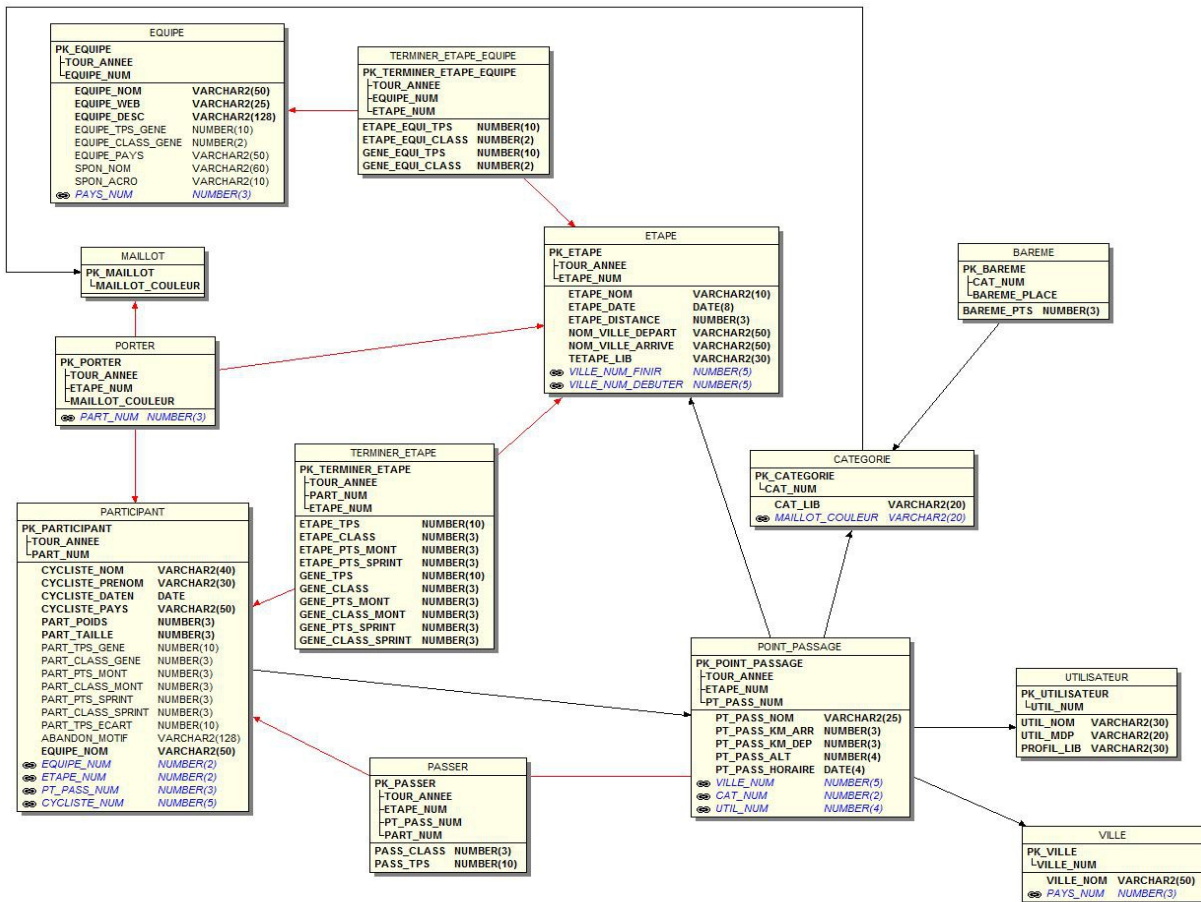 EQUIPE
PK_EQUIPE
TOUR_ANNEE
EQUIPE_NUM
EQUIPE_NOM VARCHAR2(50)
EQUIPE_WEB VARCHAR2(25)
EQUIPE_DESC VARCHAR2(128)
EQUIPE_TPS_GENE NUMBER(10)
EQUIPE_CLASS_GENE NUMBER(2)
EQUIPE_PAYS VARCHAR2(50)
SPON_NOM VARCHAR2(60)
SPON_ACRO VARCHAR2(10)
PAYS_NUM NUMBER(3)
TERMINER_ETAPE_EQUIPE
PK_TERMINER_ETAPE_EQUIPE
TOUR_ANNEE
EQUIPE_NUM
ETAPE_NUM
ETAPE_EQUI_TPS NUMBER(10)
ETAPE_EQUI_CLASS NUMBER(2)
GENE_EQUI_TPS NUMBER(10)
GENE_EQUI_CLASS NUMBER(2)
ETAPE
PK_ETAPE
TOUR_ANNEE
ETAPE_NUM
ETAPE_NOM VARCHAR2(10)
ETAPE_DATE DATE(8)
ETAPE_DISTANCE NUMBER(3)
NOM_VILLE_DEPART VARCHAR2(50)
NOM_VILLE_ARRIVE VARCHAR2(50)
TETAPE_LIB VARCHAR2(30)
VILLE_NUM_FINIR NUMBER(5)
VILLE_NUM_DEBUTER NUMBER(5)
MAILLOT
PK_MAILLOT
MAILLOT_COULEUR
BAREME
PK_BAREME
CAT_NUM
BAREME_PLACE
BAREME_PTS NUMBER(3)
PORTER
PK_PORTER
TOUR_ANNEE
ETAPE_NUM
MAILLOT_COULEUR
PART_NUM NUMBER(3)
TERMINER_ETAPE
PK_TERMINER_ETAPE
TOUR_ANNEE
PART_NUM
ETAPE_NUM
ETAPE_TPS NUMBER(10)
ETAPE_CLASS NUMBER(3)
ETAPE_PTS_MONT NUMBER(3)
ETAPE_PTS_SPRINT NUMBER(3)
GENE_TPS NUMBER(10)
GENE_CLASS NUMBER(3)
GENE_PTS_MONT NUMBER(3)
GENE_CLASS_MONT NUMBER(3)
GENE_PTS_SPRINT NUMBER(3)
GENE_CLASS_SPRINT NUMBER(3)
CATEGORIE
PK_CATEGORIE
CAT_NUM
CAT_LIB VARCHAR2(20)
MAILLOT_COULEUR VARCHAR2(20)
PARTICIPANT
PK_PARTICIPANT
TOUR_ANNEE
PART_NUM
CYCLISTE_NOM VARCHAR2(40)
CYCLISTE_PRENOM VARCHAR2(30)
CYCLISTE_DATEN DATE
CYCLISTE_PAYS VARCHAR2(50)
PART_POIDS NUMBER(3)
PART_TAILLE NUMBER(3)
PART_TPS_GENE NUMBER(10)
PART_CLASS_GENE NUMBER(3)
PART_PTS_MONT NUMBER(3)
PART_CLASS_MONT NUMBER(3)
PART_PTS_SPRINT NUMBER(3)
PART_CLASS_SPRINT NUMBER(3)
PART_TPS_ECART NUMBER(10)
ABANDON_MOTIF VARCHAR2(128)
EQUIPE_NOM VARCHAR2(50)
EQUIPE_NUM NUMBER(2)
ETAPE_NUM NUMBER(2)
PT_PASS_NUM NUMBER(3)
CYCLISTE_NUM NUMBER(5)
POINT_PASSAGE
PK_POINT_PASSAGE
TOUR_ANNEE
ETAPE_NUM
PT_PASS_NUM
PT_PASS_NOM VARCHAR2(25)
PT_PASS_KM_ARR NUMBER(3)
PT_PASS_KM_DEP NUMBER(3)
PT_PASS_ALT NUMBER(4)
PT_PASS_HORAIRE DATE(4)
VILLE_NUM NUMBER(5)
CAT_NUM NUMBER(2)
UTIL_NUM NUMBER(4)
UTILISATEUR
PK_UTILISATEUR
UTIL_NUM
UTIL_NOM VARCHAR2(30)
UTIL_MDP VARCHAR2(20)
PROFIL_LIB VARCHAR2(30)
PASSER
PK_PASSER
TOUR_ANNEE
ETAPE_NUM
PT_PASS_NUM
PART_NUM
PASS_CLASS NUMBER(3)
PASS_TPS NUMBER(10)
VILLE
PK_VILLE
VILLE_NUM
VILLE_NOM VARCHAR2(50)
PAYS_NUM NUMBER(3)